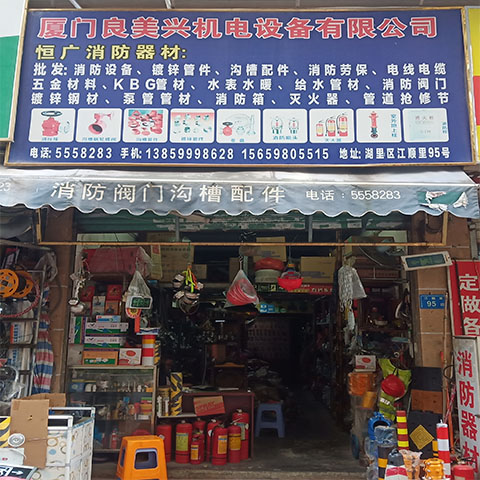 厦门良美兴机电设备有限公司
恒广消防器材:
批发:消防设备、镀锌管件、沟槽配件、消防劳保、电线电缆
五金材料、KBG管材、水表水暖、给水管材、消防阀门
镀锌钢材、泵管管材、消防箱、灭火器、管道抢修节
电话:5558283 手机:13859998628 15659805515 地址:湖里区江顺里95号
23 消防阀门沟槽配件 电话:5558283
95
定做各
消防器材